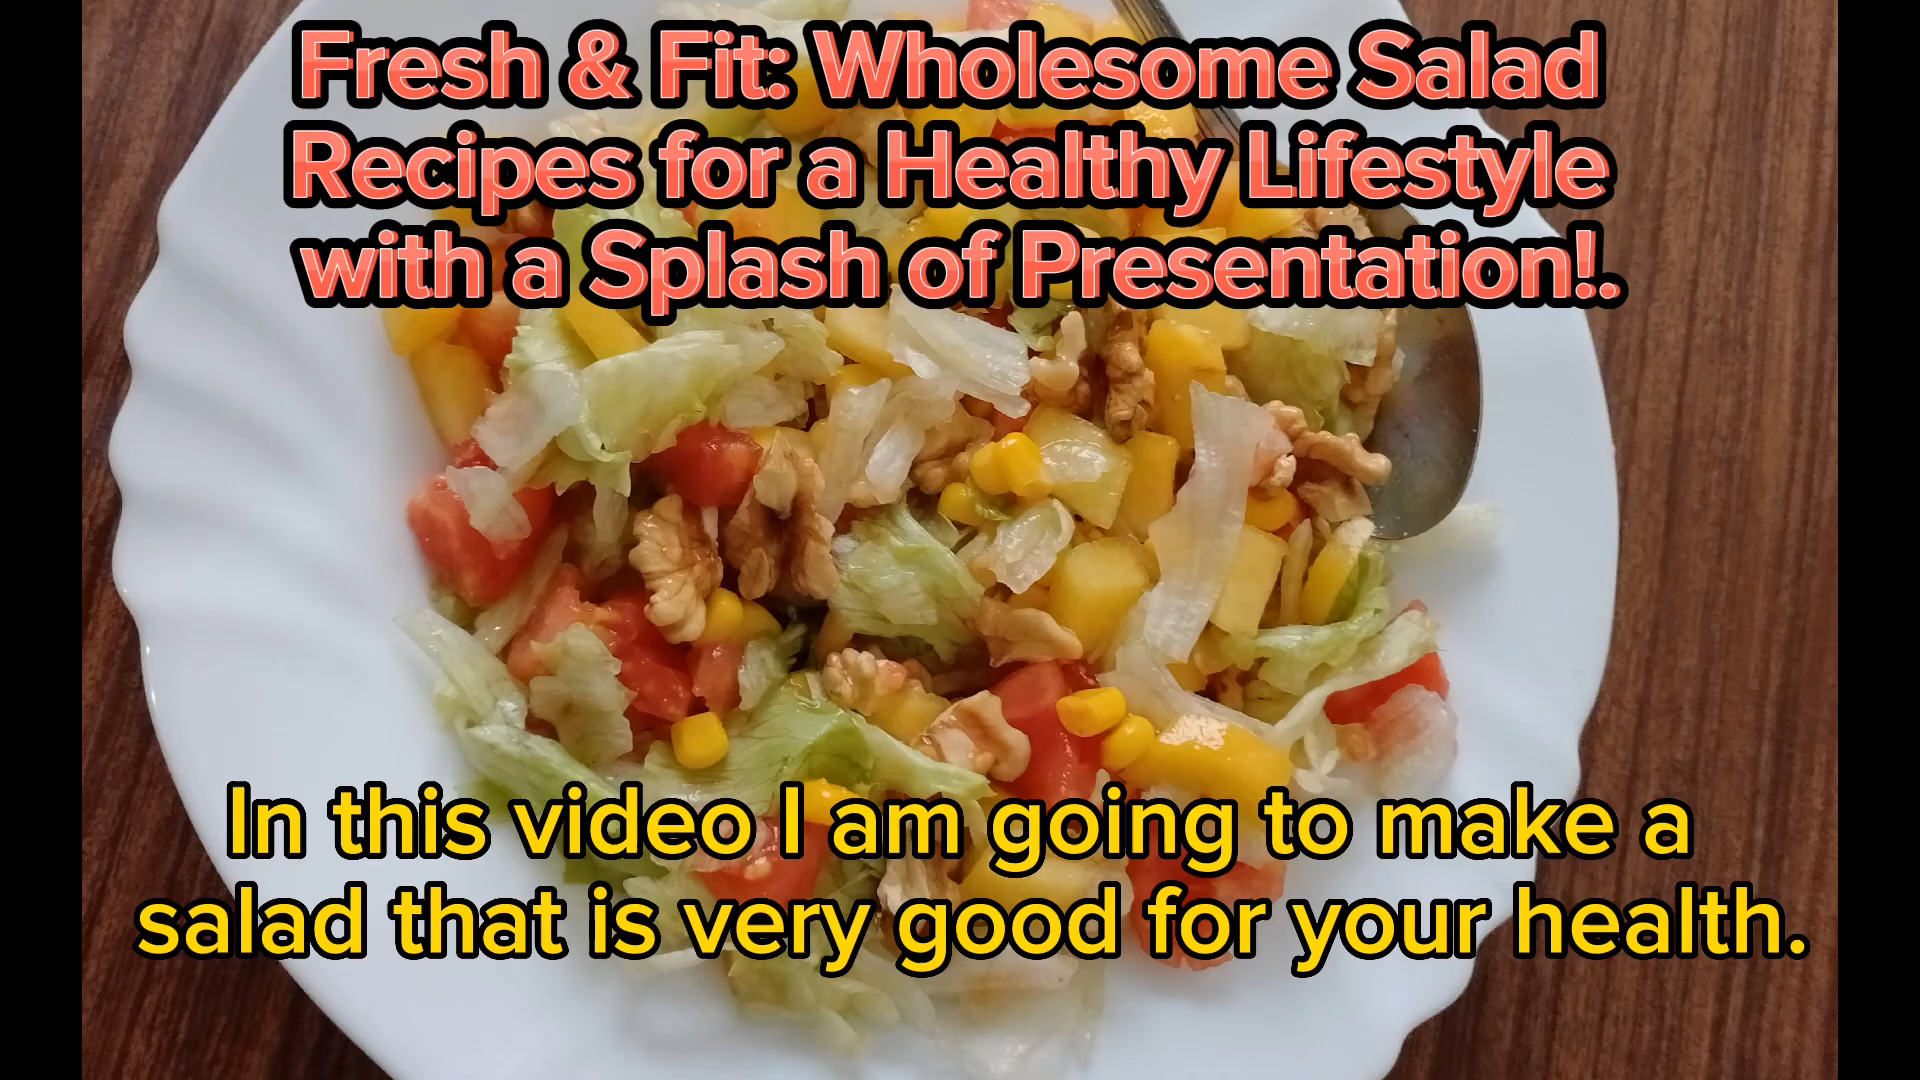 Fresh & Fit: Wholesome Salad
Recipes for a Healthy Lifestyle
with a Splash of Presentation!.
In this video I am going to make a
salad that is very good for your health.